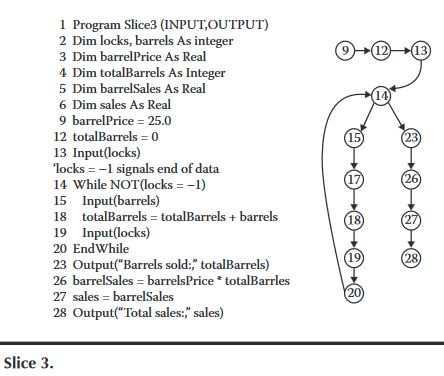 1 Program Slice3 (INPUT,OUTPUT)
2 Dim locks, barrels As integer
3 Dim barrelPrice As Real
4 Dim totalBarrels As Integer
5 Dim barrelSales As Real
6 Dim sales As Real
9 barrelPrice = 25.0
12 totalBarrels = 0
13 Input(locks)
‘locks = −1 signals end of data
14 While NOT(locks = −1)
15 Input(barrels)
18 totalBarrels = totalBarrels + barrels
19 Input(locks)
20 EndWhile
23 Output(“Barrels sold:,” totalBarrels)
26 barrelSales = barrelsPrice * totalBarrles
27 sales = barrelSales
28 Output(“Total sales:,” sales)
9 12 13
14
15 23
17 26
18 27
19 28
20
Slice 3.